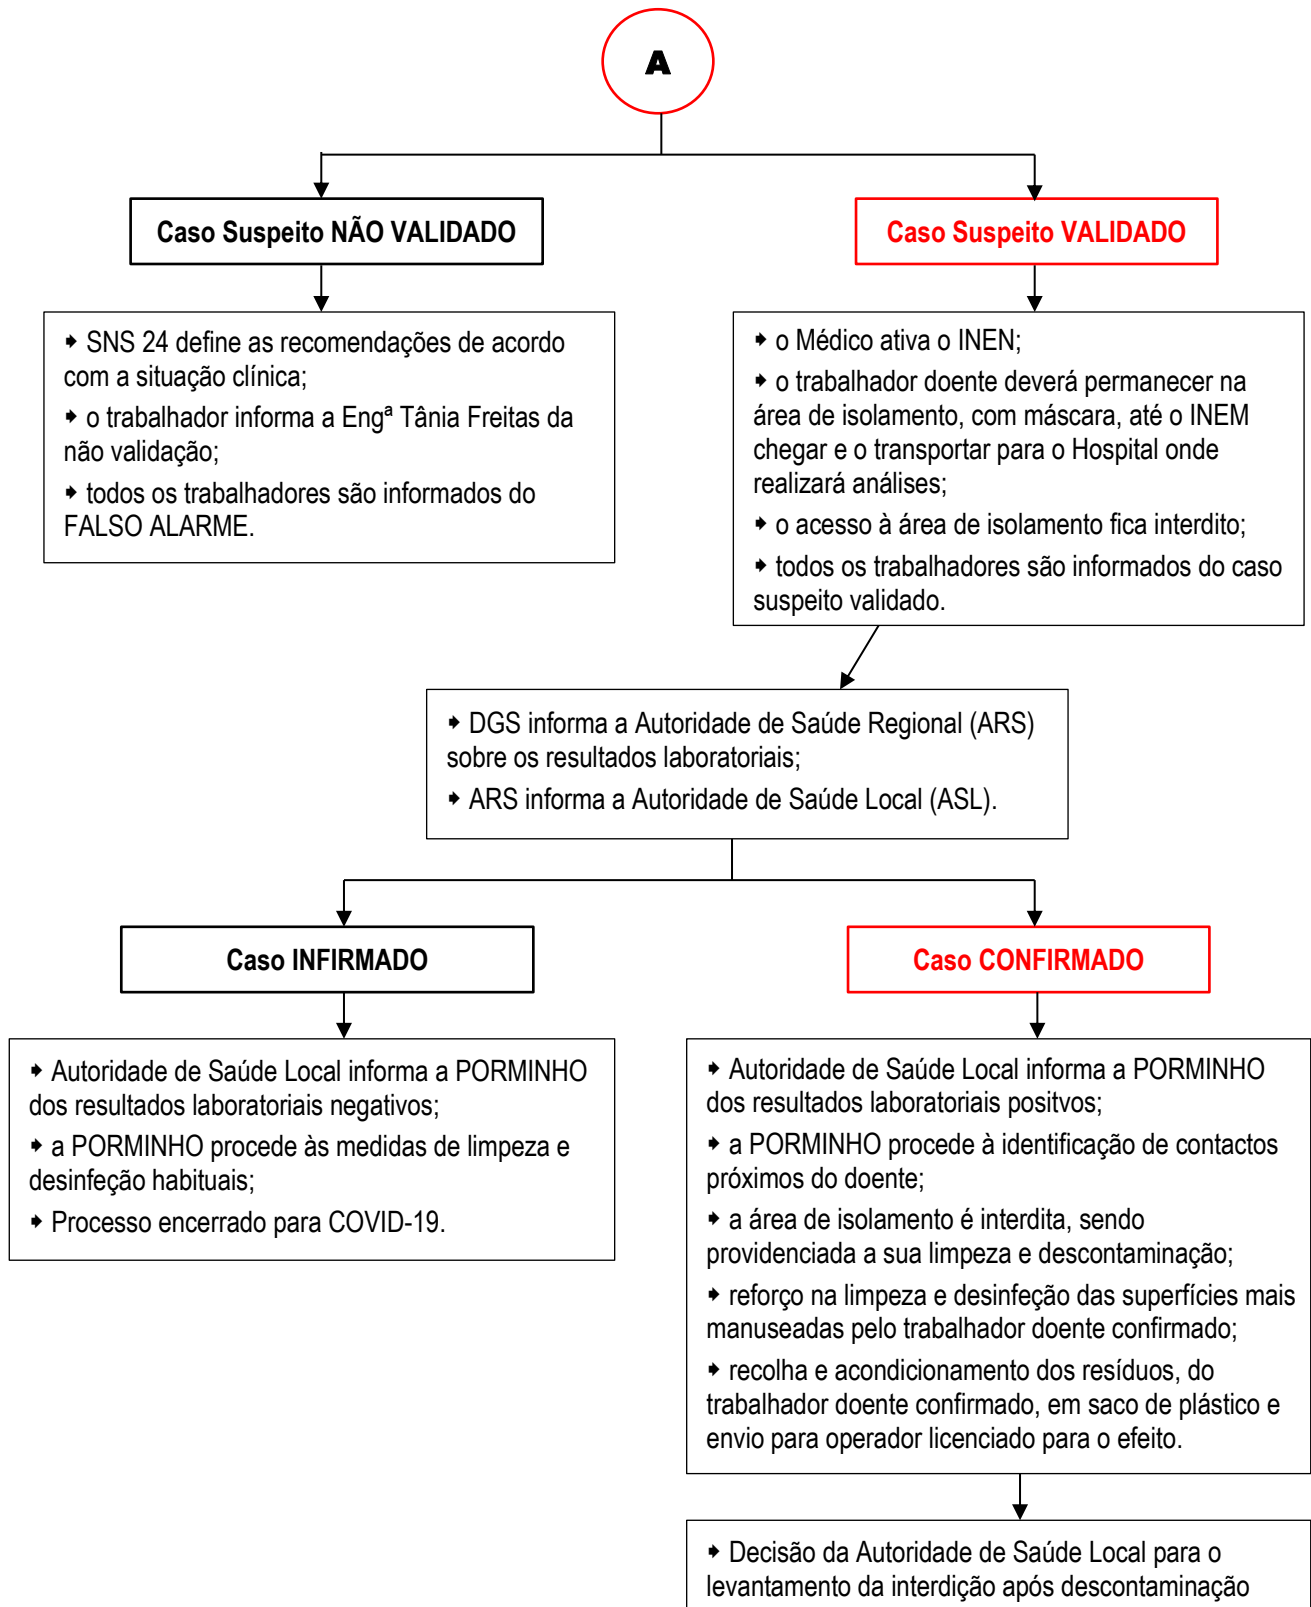 A
Caso Suspeito NÃO VALIDADO
Caso Suspeito VALIDADO
➧ SNS 24 define as recomendações de acordo
com a situação clínica;
➧ o trabalhador informa a Engª Tânia Freitas da
não validação;
➧ todos os trabalhadores são informados do
FALSO ALARME.
➧ o Médico ativa o INEN;
➧ o trabalhador doente deverá permanecer na
área de isolamento, com máscara, até o INEM
chegar e o transportar para o Hospital onde
realizará análises;
➧ o acesso à área de isolamento fica interdito;
➧ todos os trabalhadores são informados do caso
suspeito validado.
➧ DGS informa a Autoridade de Saúde Regional (ARS)
sobre os resultados laboratoriais;
➧ ARS informa a Autoridade de Saúde Local (ASL).
Caso INFIRMADO
Caso CONFIRMADO
➧ Autoridade de Saúde Local informa a PORMINHO
dos resultados laboratoriais negativos;
➧ a PORMINHO procede às medidas de limpeza e
desinfeção habituais;
➧ Processo encerrado para COVID-19.
➧ Autoridade de Saúde Local informa a PORMINHO
dos resultados laboratoriais positvos;
➧ a PORMINHO procede à identificação de contactos
próximos do doente;
➧ a área de isolamento é interdita, sendo
providenciada a sua limpeza e descontaminação;
➧ reforço na limpeza e desinfeção das superfícies mais
manuseadas pelo trabalhador doente confirmado;
➧ recolha e acondicionamento dos resíduos, do
trabalhador doente confirmado, em saco de plástico e
envio para operador licenciado para o efeito.
➧ Decisão da Autoridade de Saúde Local para o
levantamento da interdição após descontaminação